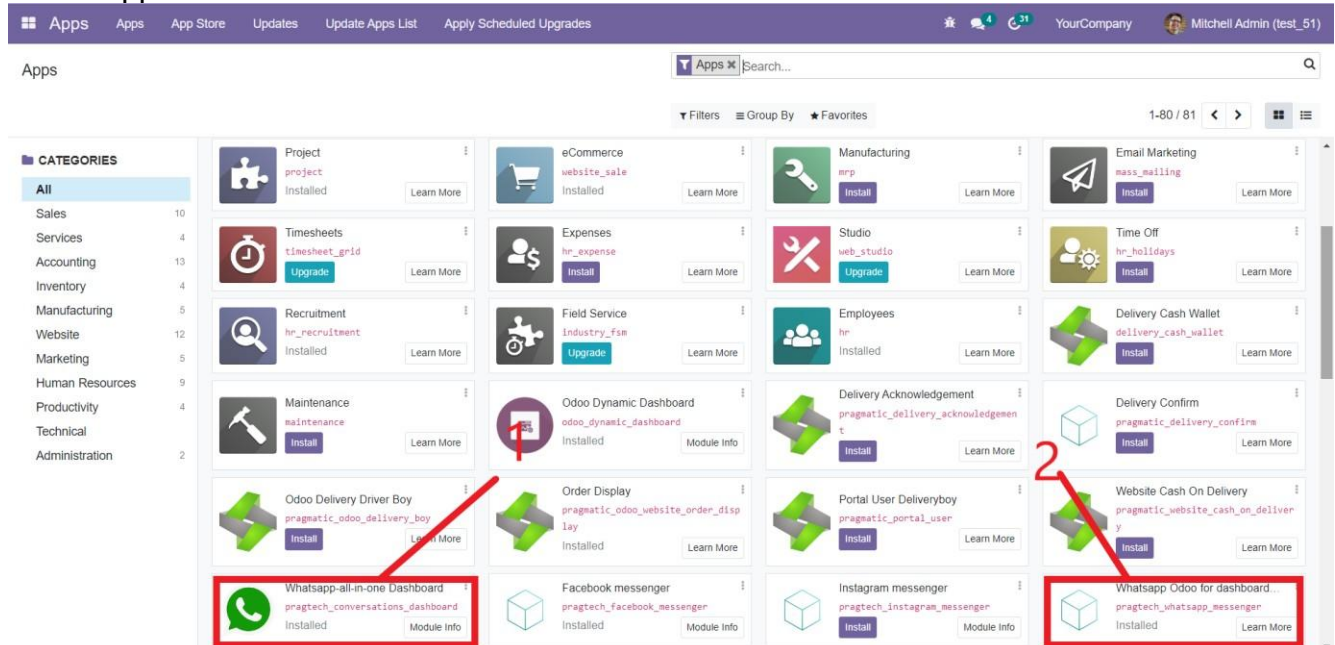 Apps Apps App Store Updates Update Apps List Apply Scheduled Upgrades 4 31 YourCompany Mitchell Admin (test_51)
Apps
Apps Search...
Filters Group By Favorites 1-80 / 81
CATEGORIES
All
Sales 10
Services 4
Accounting 13
Inventory 4
Manufacturing 5
Website 12
Marketing 5
Human Resources 9
Productivity 4
Technical
Administration 2
Project
project
Installed Learn More
eCommerce
website_sale
Installed Learn More
Manufacturing
mrp
Install Learn More
Email Marketing
mass_mailing
Install Learn More
Timesheets
timesheet_grid
Upgrade Learn More
Expenses
hr_expense
Install Learn More
Studio
web_studio
Upgrade Learn More
Time Off
hr_holidays
Install Learn More
Recruitment
hr_recruitment
Installed Learn More
Field Service
industry_fsm
Upgrade Learn More
Employees
hr
Installed Learn More
Delivery Cash Wallet
delivery_cash_wallet
Install Learn More
Maintenance
maintenance
Install Learn More
Odoo Dynamic Dashboard
odoo_dynamic_dashboard
Installed Module Info
1
Delivery Acknowledgement
pragmatic_delivery_acknowledgemen
t
Install Learn More
Delivery Confirm
pragmatic_delivery_confirm
Install Learn More
2
Odoo Delivery Driver Boy
pragmatic_odoo_delivery_boy
Install Learn More
Order Display
pragmatic_odoo_website_order_disp
lay
Installed Learn More
Portal User Deliveryboy
pragmatic_portal_user
Install Learn More
Website Cash On Delivery
pragmatic_website_cash_on_deliver
y
Install Learn More
Whatsapp-all-in-one Dashboard
pragtech_conversations_dashboard
Installed Module Info
Facebook messenger
pragtech_facebook_messenger
Installed Module Info
Instagram messenger
pragtech_instagram_messenger
Install Module Info
Whatsapp Odoo for dashboard...
pragtech_whatsapp_messenger
Installed Learn More